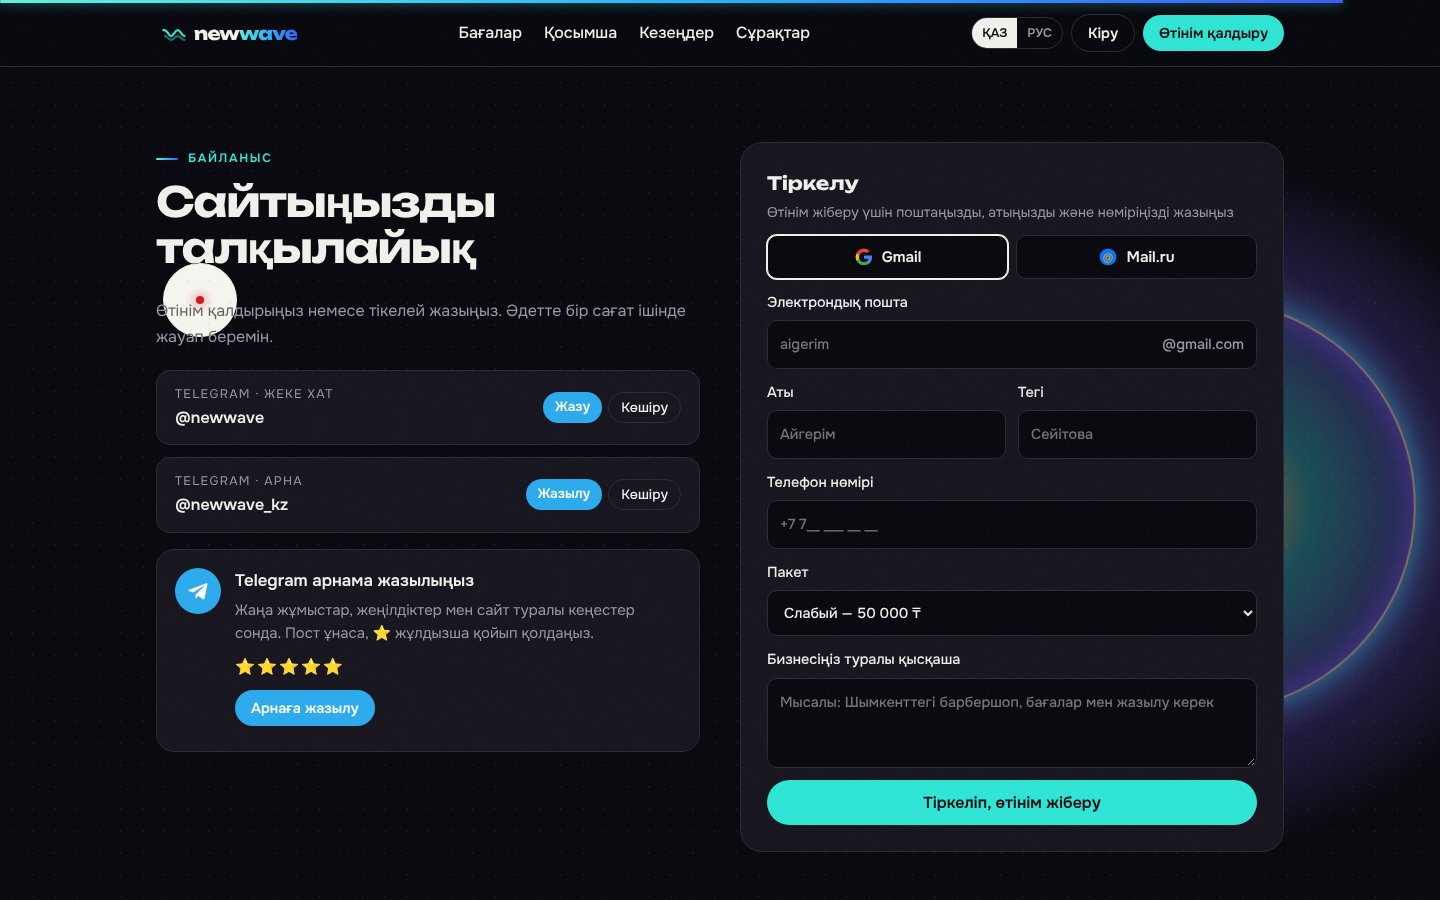 newwave
Бағалар Қосымша Кезеңдер Сұрақтар
ҚАЗ РУС Кіру Өтінім қалдыру
БАЙЛАНЫС
Сайтыңызды
талқылайық
Өтінім қалдырыңыз немесе тікелей жазыңыз. Әдетте бір сағат ішінде
жауап беремін.
TELEGRAM · ЖЕКЕ ХАТ
@newwave
Жазу Көшіру
TELEGRAM · АРНА
@newwave_kz
Жазылу Көшіру
Telegram арнама жазылыңыз
Жаңа жұмыстар, жеңілдіктер мен сайт туралы кеңестер
сонда. Пост ұнаса, ⭐ жұлдызша қойып қолдаңыз.
⭐⭐⭐⭐⭐
Арнаға жазылу
Тіркелу
Өтінім жіберу үшін поштаңызды, атыңызды және нөміріңізді жазыңыз
Gmail @ Mail.ru
Электрондық пошта
aigerim @gmail.com
Аты Тегі
Айгерім Сейітова
Телефон нөмірі
+7 7__ ___ __ __
Пакет
Слабый — 50 000 ₸
Бизнесіңіз туралы қысқаша
Мысалы: Шымкенттегі барбершоп, бағалар мен жазылу керек
Тіркеліп, өтінім жіберу